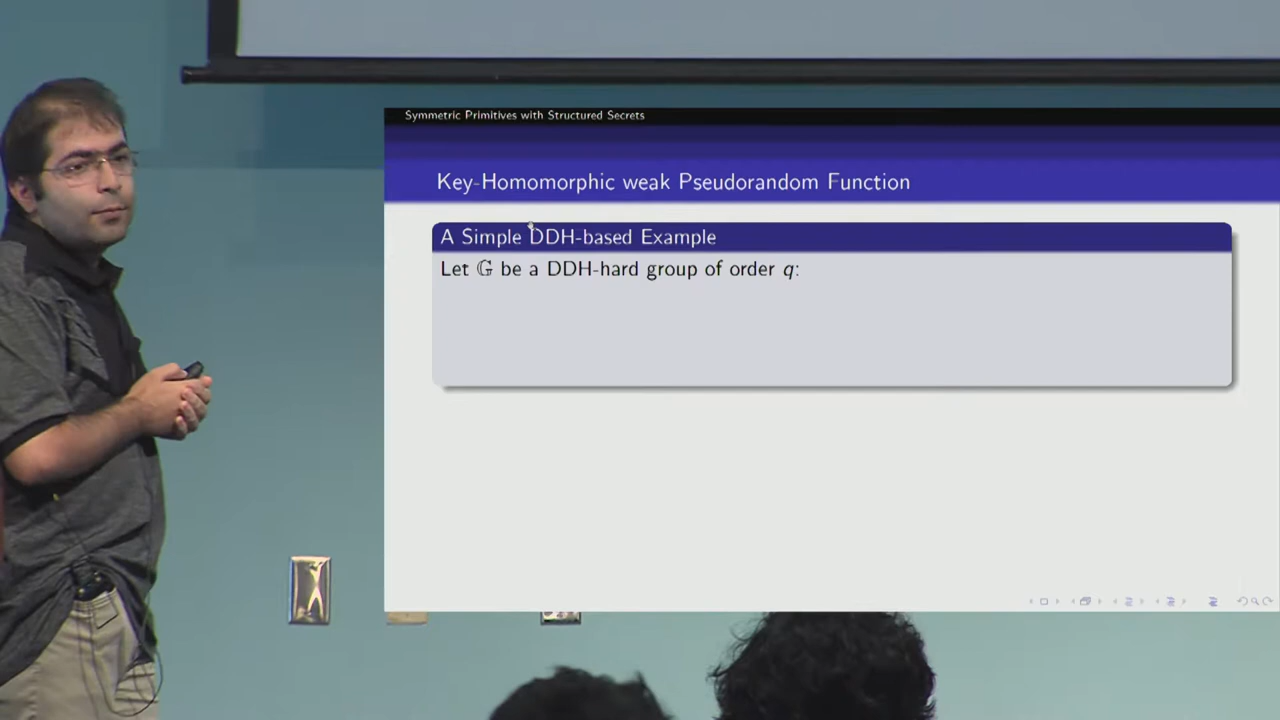 Symmetric Primitives with Structured Secrets
Key-Homomorphic weak Pseudorandom Function
A Simple DDH-based Example
Let 𝔾 be a DDH-hard group of order q: